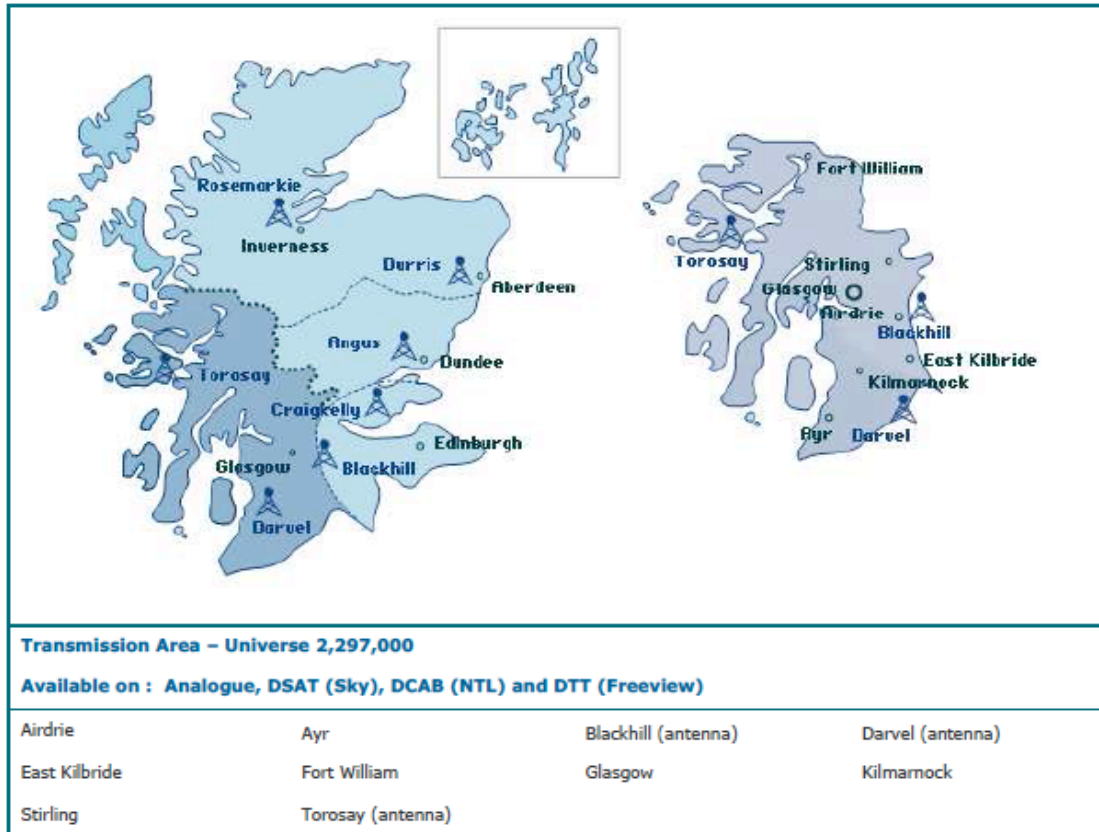 Rosemarkie
Inverness
Durris
Aberdeen
Angus
Dundee
Torosay
Craigkelly
Edinburgh
Glasgow
Blackhill
Darvel
Fort William
Torosay
Stirling
Glasgow
Airdrie
Blackhill
East Kilbride
Kilmarnock
Ayr
Darvel
Transmission Area – Universe 2,297,000
Available on : Analogue, DSAT (Sky), DCAB (NTL) and DTT (Freeview)
Airdrie Ayr Blackhill (antenna) Darvel (antenna)
East Kilbride Fort William Glasgow Kilmarnock
Stirling Torosay (antenna)